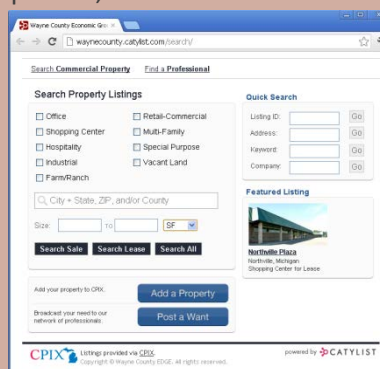 Wayne County Economic Gro
waynecounty.catylist.com/search/
Search Commercial Property Find a Professional
Search Property Listings
Office
Retail-Commercial
Shopping Center
Multi-Family
Hospitality
Special Purpose
Industrial
Vacant Land
Farm/Ranch
City + State, ZIP, and/or County
Size: TO SF
Search Sale Search Lease Search All
Add your property to CPIX.
Add a Property
Broadcast your need to our
network of professionals.
Post a Want
Quick Search
Listing ID: Go
Address: Go
Keyword: Go
Company: Go
Featured Listing
Northville Plaza
Northville, Michigan
Shopping Center for Lease
CPIX
Listings provided via CPIX.
Copyright © Wayne County EDGE. All rights reserved.
powered by CATYLIST